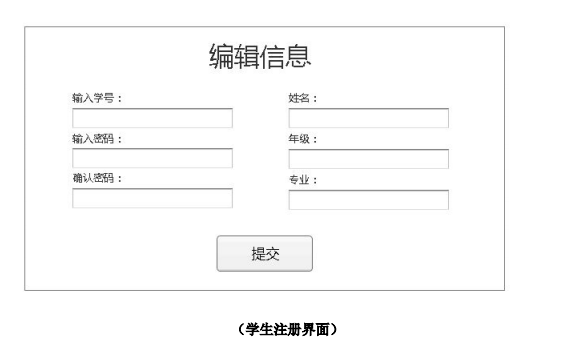 编辑信息
输入学号：
姓名：
输入密码：
年级：
确认密码：
专业：
提交
（学生注册界面）